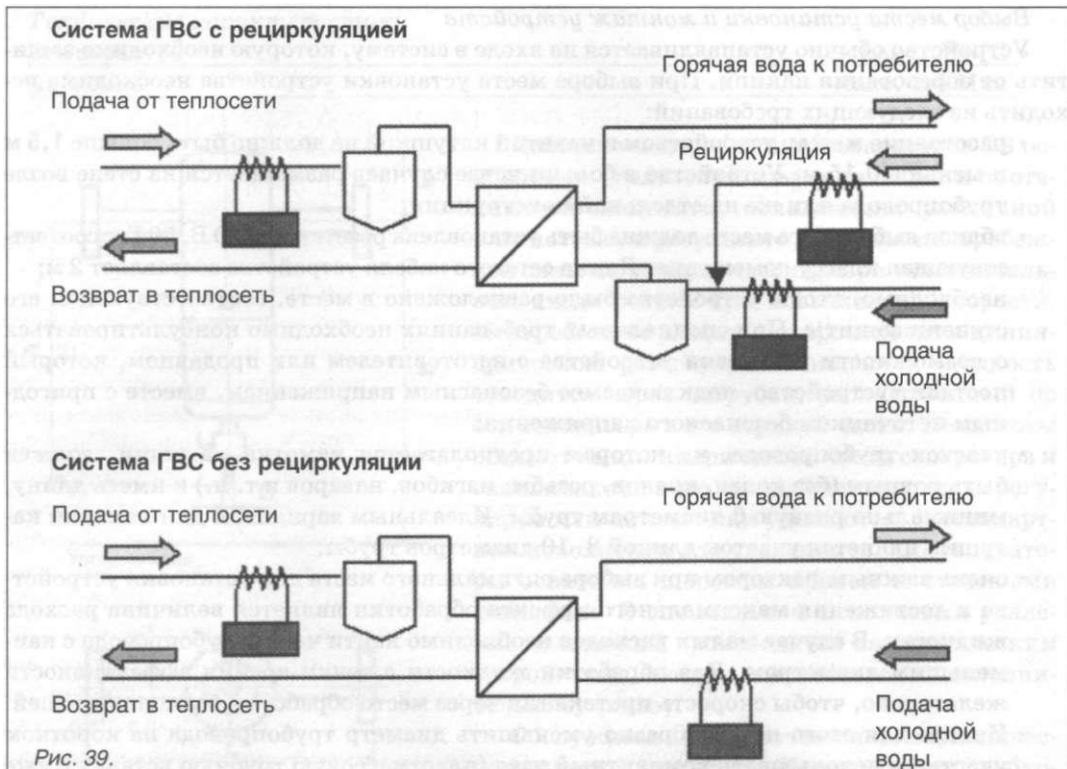 Система ГВС с рециркуляцией
Горячая вода к потребителю
Подача от теплосети
Рециркуляция
Возврат в теплосеть
Подача
холодной
воды
Система ГВС без рециркуляции
Горячая вода к потребителю
Подача от теплосети
Возврат в теплосеть
Подача
холодной
воды
Рис. 39.